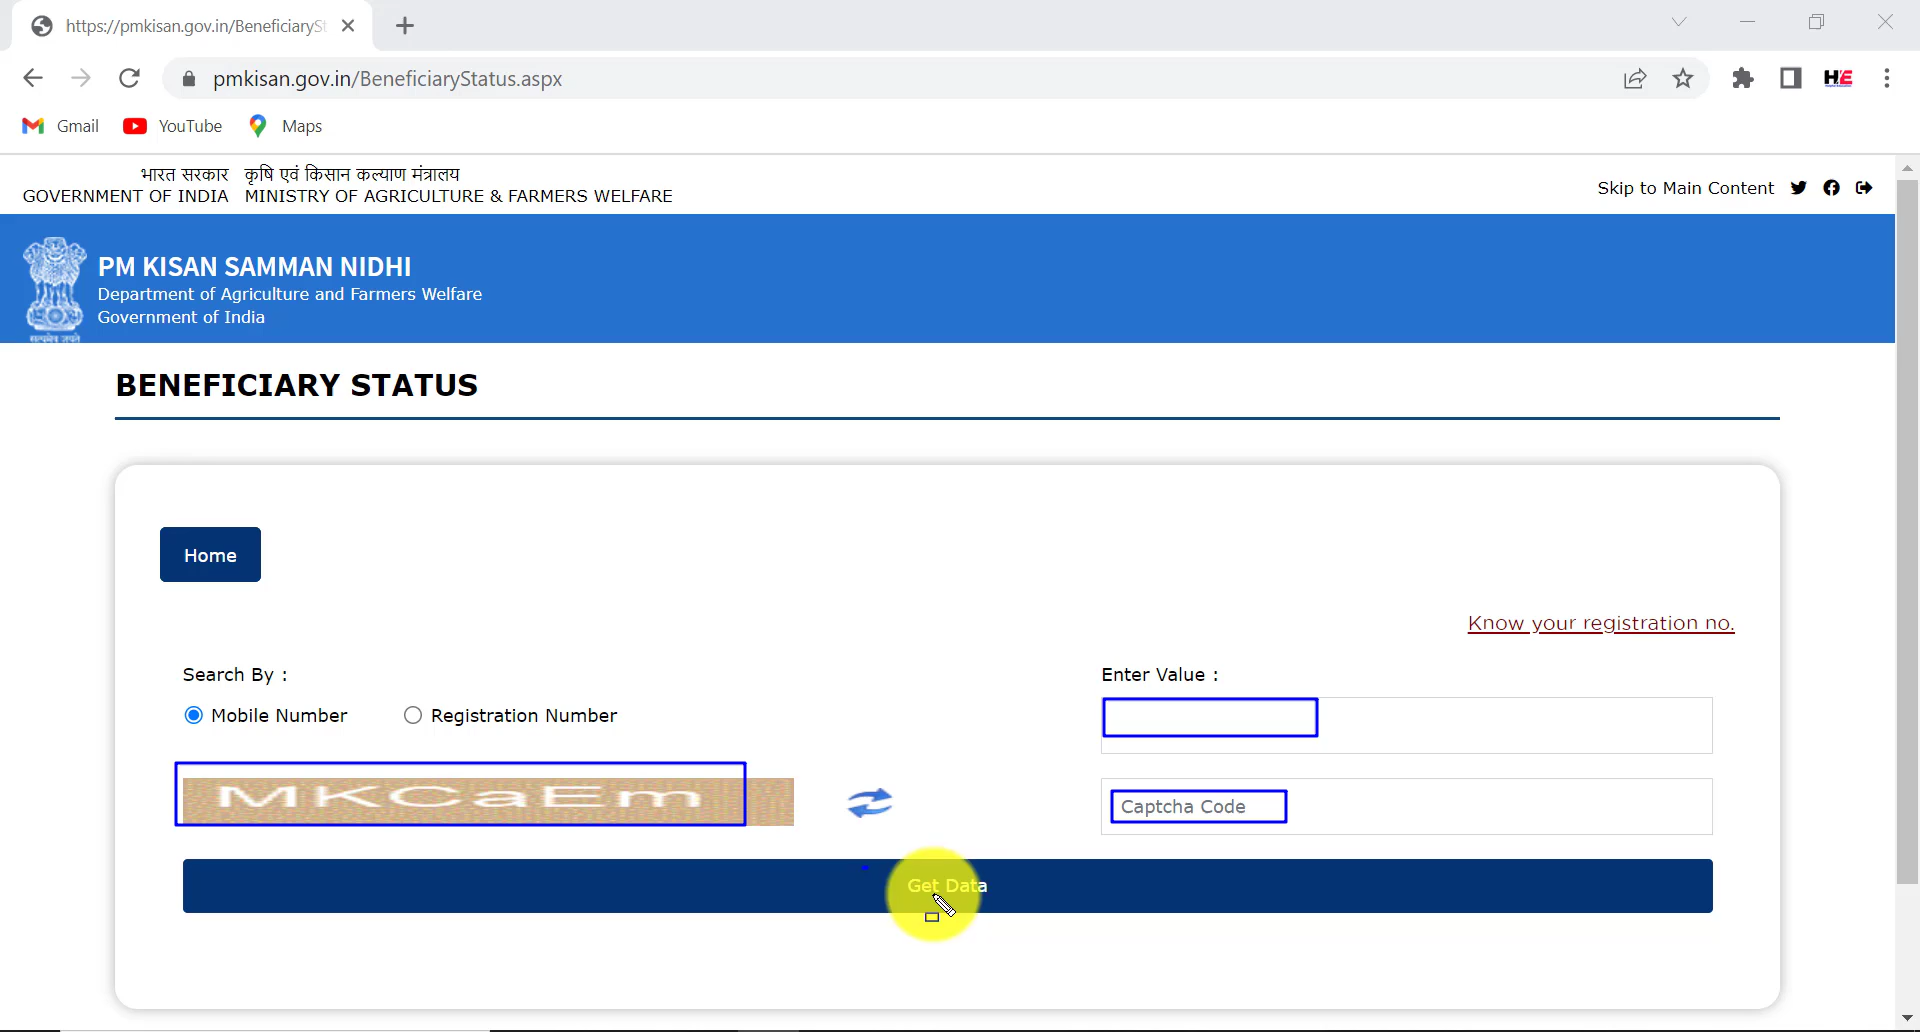 https://pmkisan.gov.in/BeneficiarySt
pmkisan.gov.in/BeneficiaryStatus.aspx
Gmail YouTube Maps
भारत सरकार कृषि एवं किसान कल्याण मंत्रालय
GOVERNMENT OF INDIA MINISTRY OF AGRICULTURE & FARMERS WELFARE
Skip to Main Content
PM KISAN SAMMAN NIDHI
Department of Agriculture and Farmers Welfare
Government of India
सत्यमेव जयते
BENEFICIARY STATUS
Home
Know your registration no.
Search By :
Enter Value :
Mobile Number Registration Number
MKCaEm
Captcha Code
Get Data